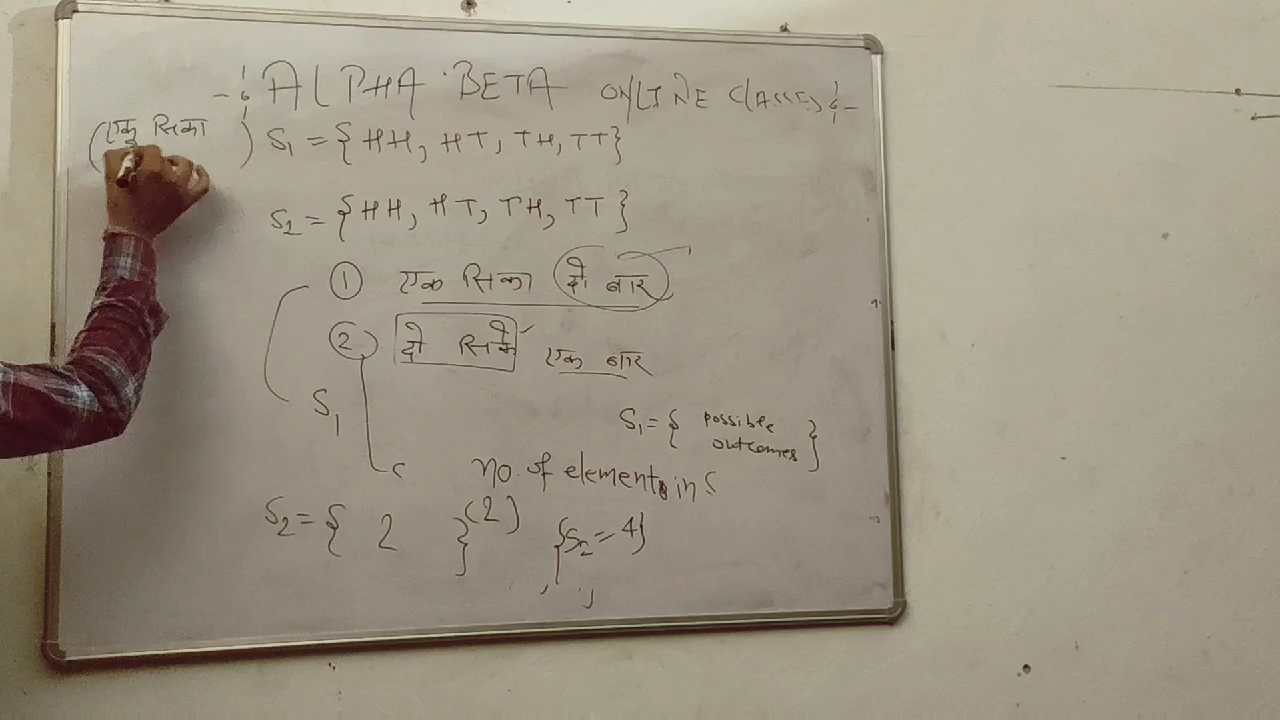 -: ALPHA BETA ONLINE CLASSES :-
(एक सिका ) S₁ = { HH, HT, TH, TT }
S₂ = { HH, HT, TH, TT }
① एक सिका दो बार
② दो सिके एक बार
S₁
S₁ = { possible outcomes }
no. of element in S
S₂ = { 2 }⁽²⁾ {S₂ = 4}